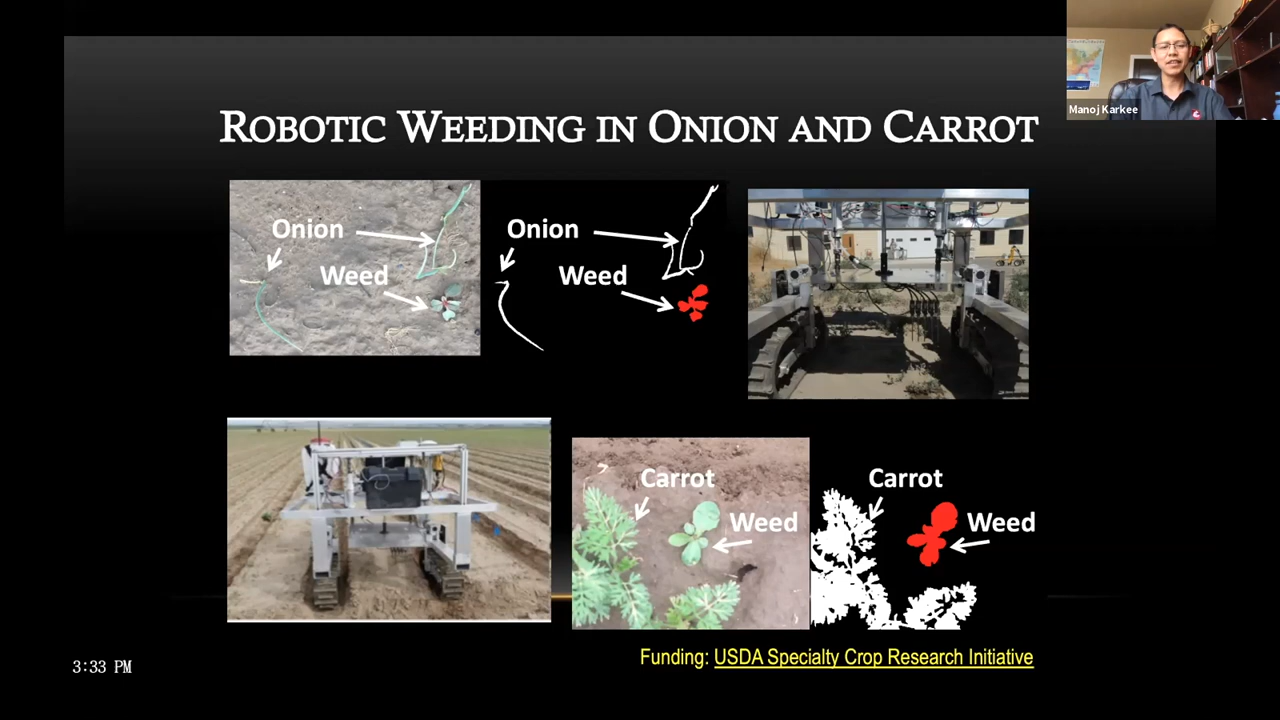 Manoj Karkee
ROBOTIC WEEDING IN ONION AND CARROT
Onion
Weed
Onion
Weed
Carrot
Weed
Carrot
Weed
Funding: USDA Specialty Crop Research Initiative
3:33 PM